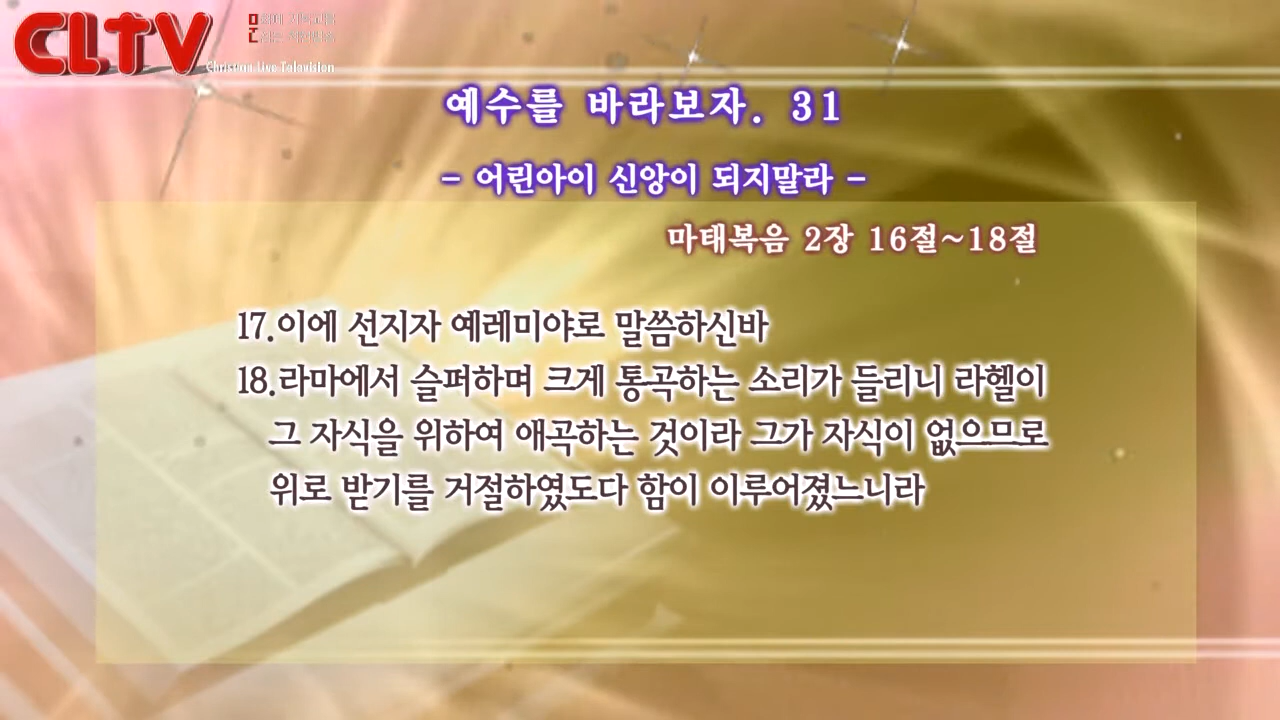 CLTV
Christian Live Television
예수를 바라보자. 31
- 어린아이 신앙이 되지말라 -
마태복음 2장 16절~18절
17.이에 선지자 예레미야로 말씀하신바
18.라마에서 슬퍼하며 크게 통곡하는 소리가 들리니 라헬이
그 자식을 위하여 애곡하는 것이라 그가 자식이 없으므로
위로 받기를 거절하였도다 함이 이루어졌느니라